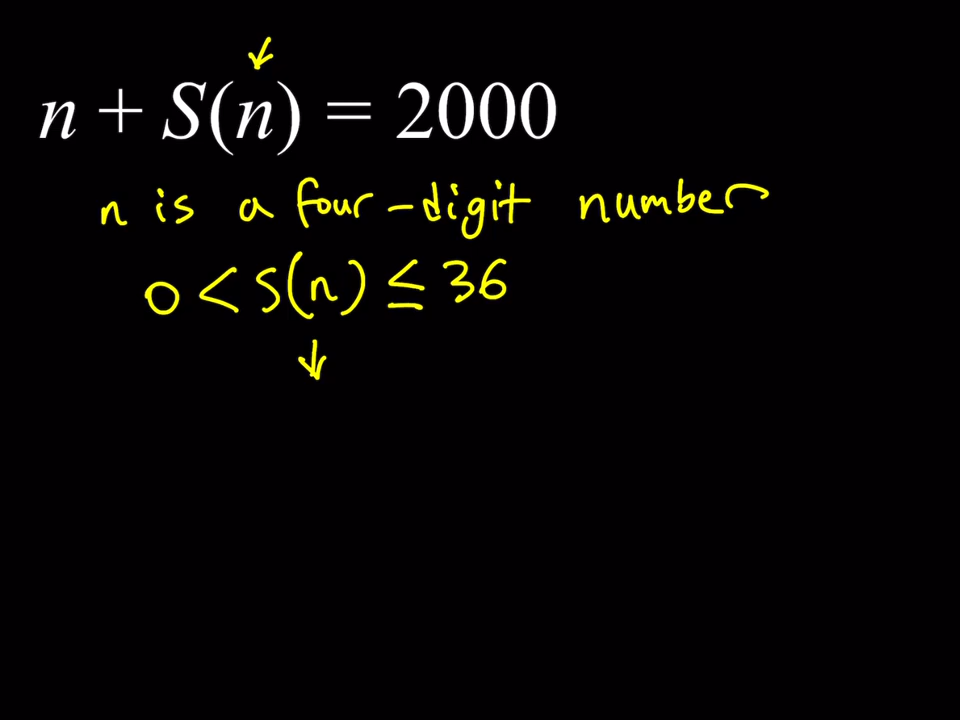 n + S(n) = 2000
n is a four-digit number
0 < S(n) ≤ 36